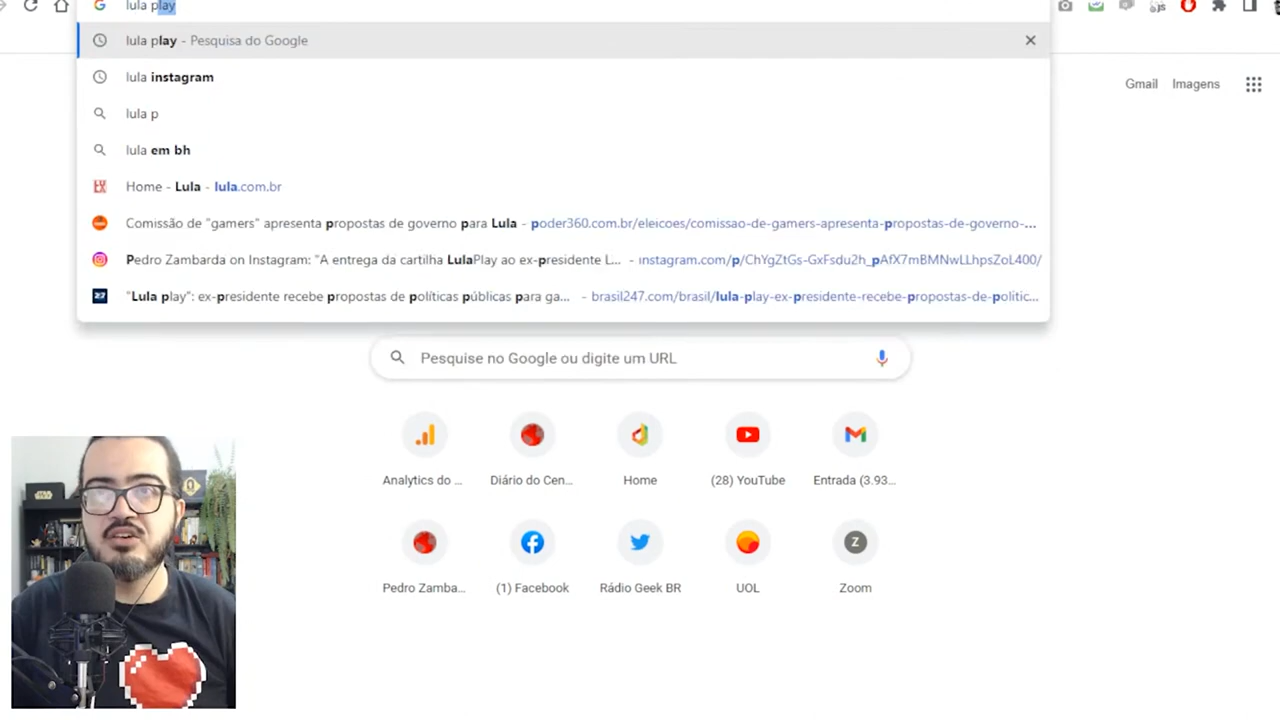 lula play
lula play - Pesquisa do Google
lula instagram
lula p
lula em bh
Home - Lula - lula.com.br
Comissão de "gamers" apresenta propostas de governo para Lula - poder360.com.br/eleicoes/comissao-de-gamers-apresenta-propostas-de-governo-...
Pedro Zambarda on Instagram: "A entrega da cartilha LulaPlay ao ex-presidente L... - instagram.com/p/ChYgZtGs-GxFsdu2h_pAfX7mBMNwLLhpsZoL400/
"Lula play": ex-presidente recebe propostas de políticas públicas para ga... - brasil247.com/brasil/lula-play-ex-presidente-recebe-propostas-de-politic...
Gmail Imagens
Pesquise no Google ou digite um URL
Analytics do ... Diário do Cen... Home (28) YouTube Entrada (3.93...
Pedro Zamba... (1) Facebook Rádio Geek BR UOL Z Zoom